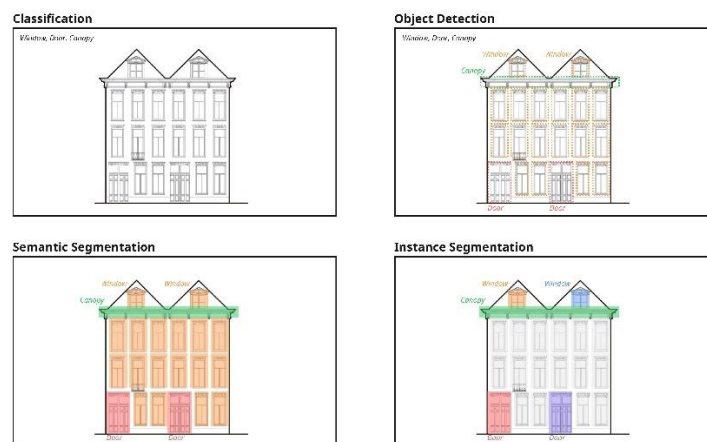 Classification
Window, Door, Canopy
Object Detection
Window, Door, Canopy
Window Window
Canopy
Door Door
Semantic Segmentation
Window Window
Canopy
Door Door
Instance Segmentation
Window Window
Canopy
Door Door